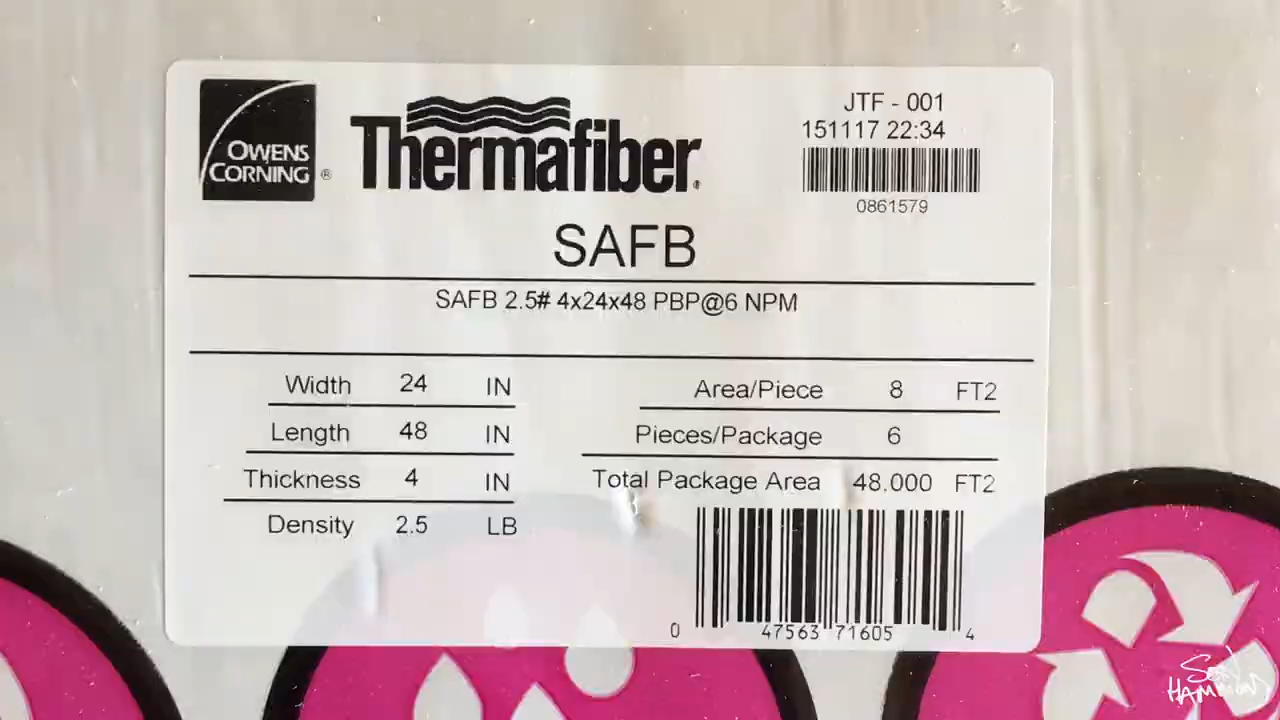 OWENS
CORNING ®
Thermafiber®
JTF - 001
151117 22:34
0861579
SAFB
SAFB 2.5# 4x24x48 PBP@6 NPM
Width 24 IN
Length 48 IN
Thickness 4 IN
Density 2.5 LB
Area/Piece 8 FT2
Pieces/Package 6
Total Package Area 48.000 FT2
0 47563 71605 4
SEAN
HAMMOND